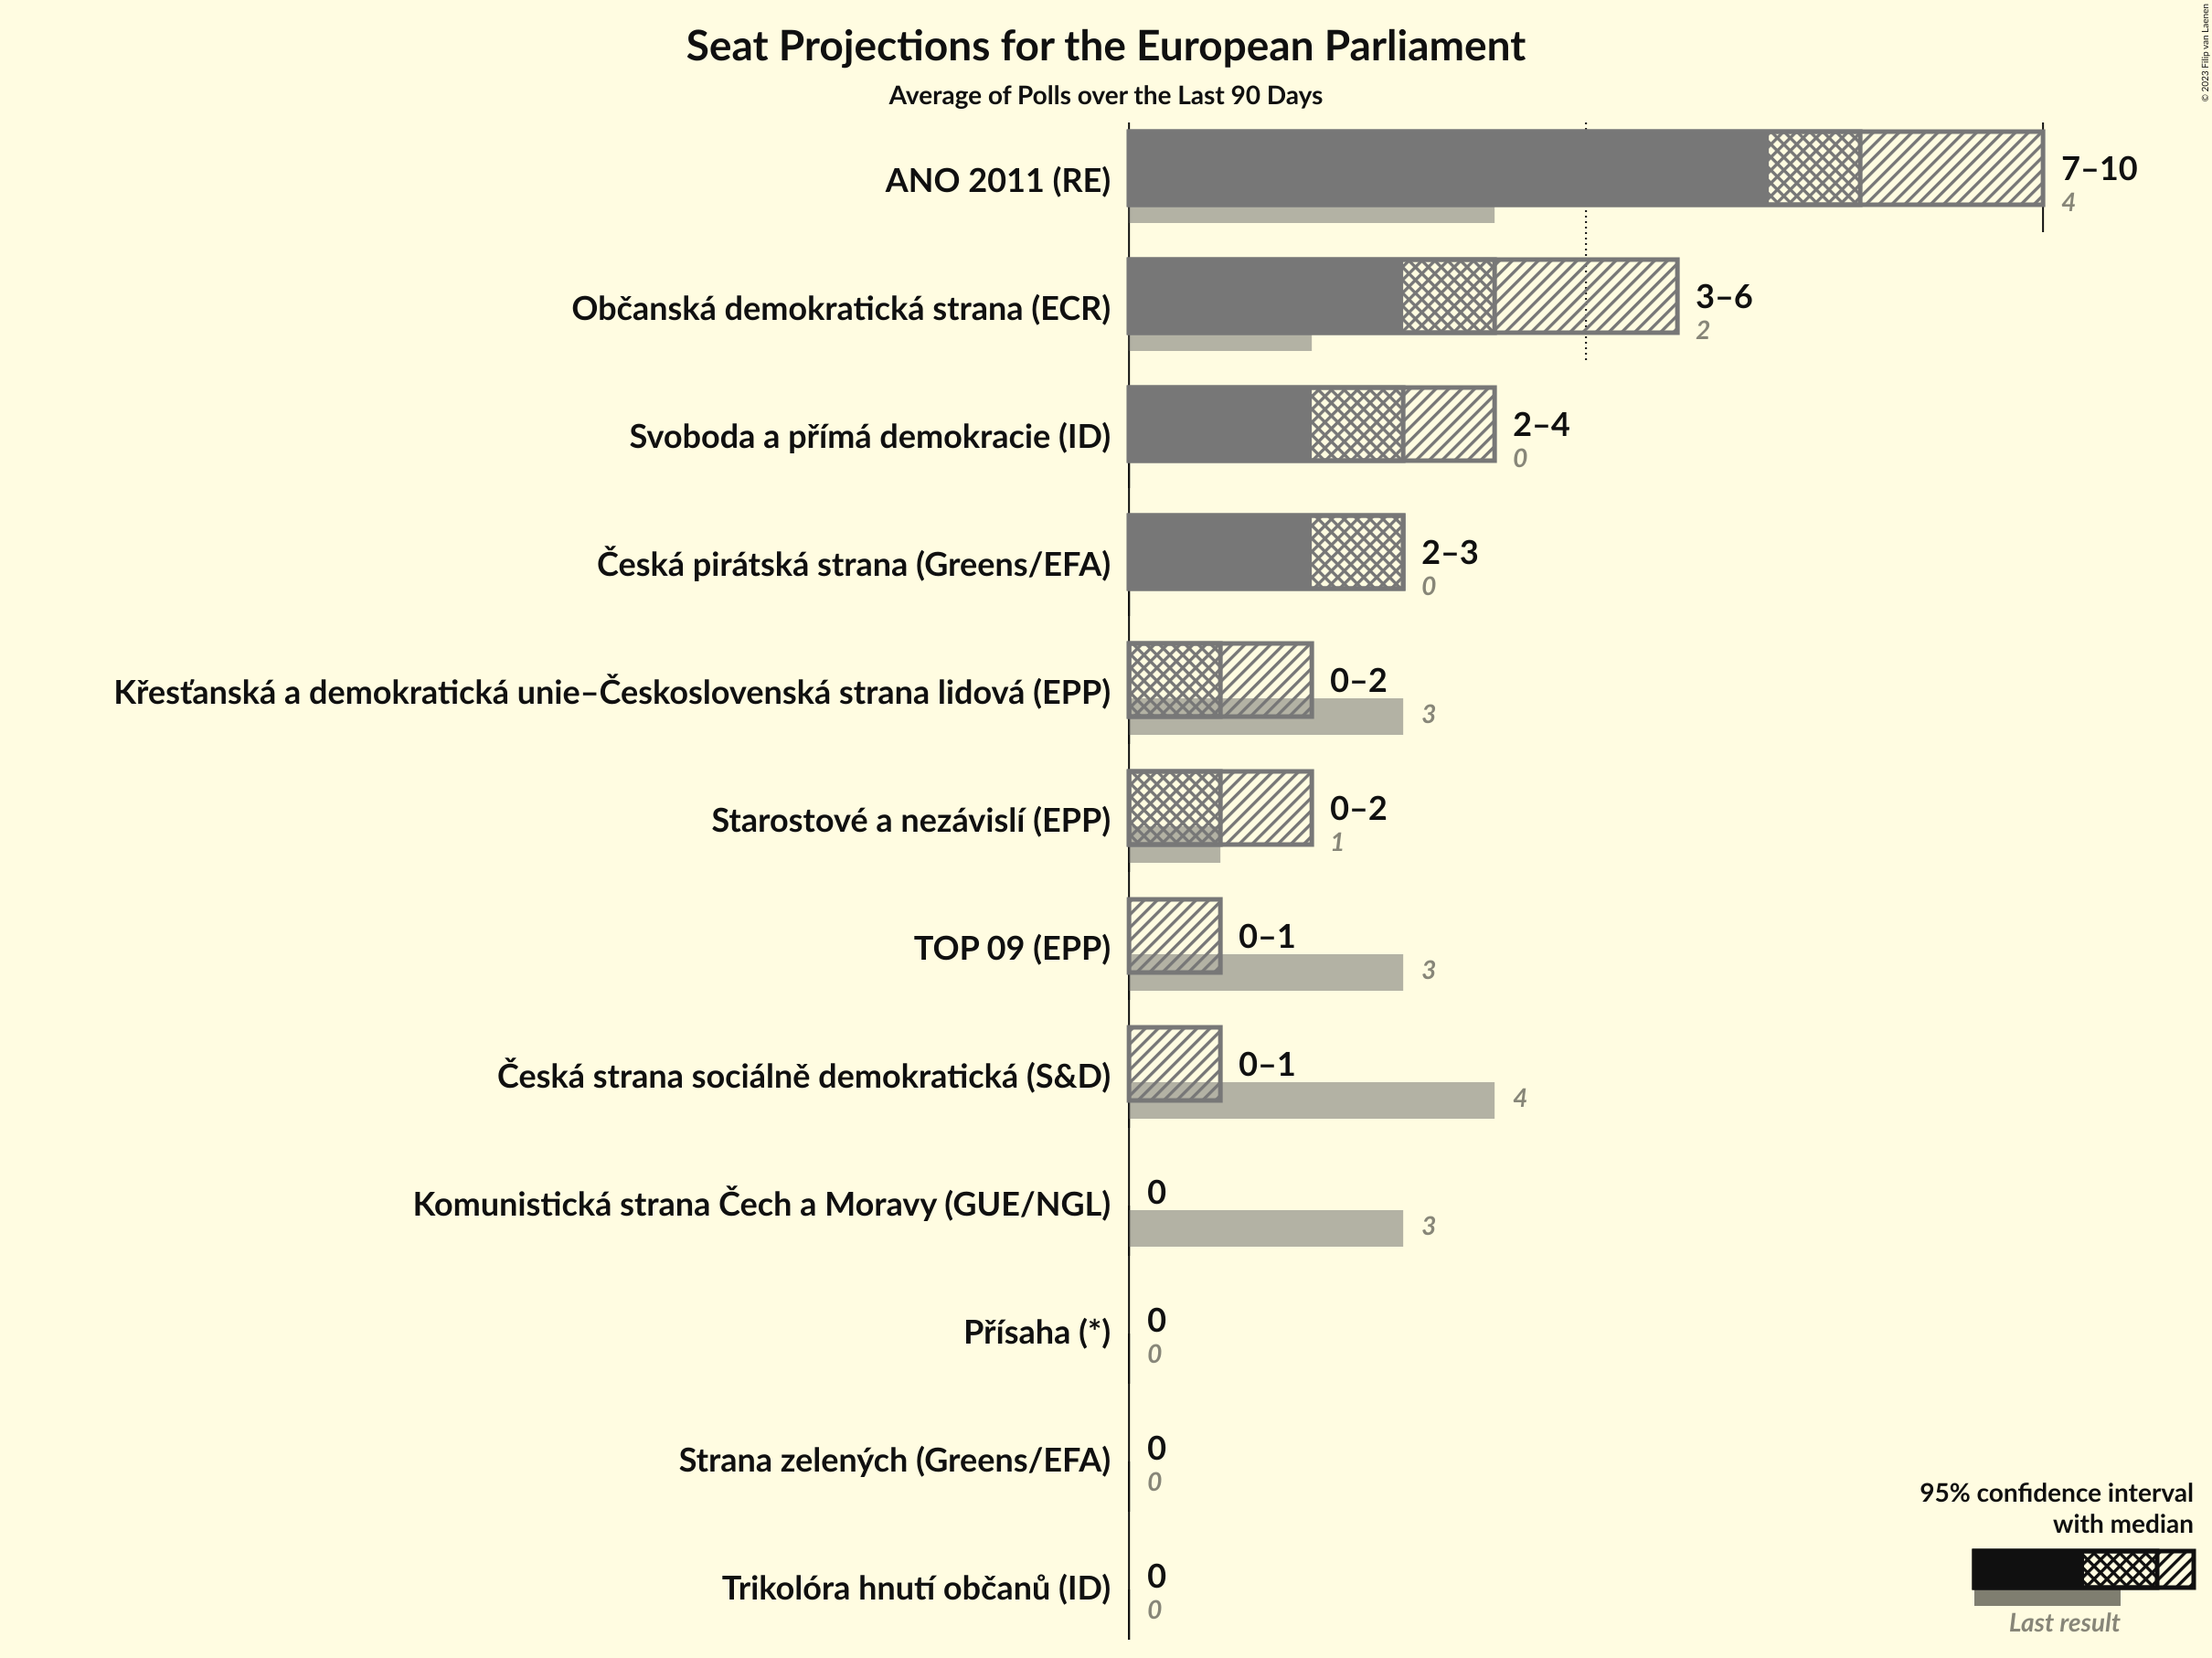 Seat Projections for the European Parliament
Average of Polls over the Last 90 Days
© 2023 Filip van Laenen
ANO 2011 (RE)
7–10
4
Občanská demokratická strana (ECR)
3–6
2
Svoboda a přímá demokracie (ID)
2–4
0
Česká pirátská strana (Greens/EFA)
2–3
0
Křesťanská a demokratická unie–Československá strana lidová (EPP)
0–2
3
Starostové a nezávislí (EPP)
0–2
1
TOP 09 (EPP)
0–1
3
Česká strana sociálně demokratická (S&D)
0–1
4
Komunistická strana Čech a Moravy (GUE/NGL)
0
3
Přísaha (*)
0
0
Strana zelených (Greens/EFA)
0
0
Trikolóra hnutí občanů (ID)
0
0
95% confidence interval
with median
Last result